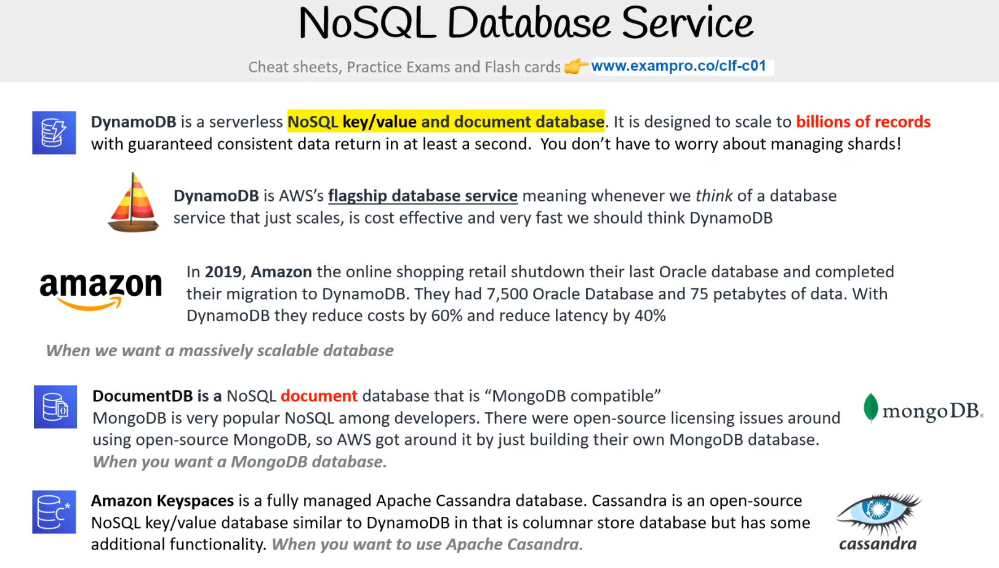 NoSQL Database Service
Cheat sheets, Practice Exams and Flash cards 👉 www.exampro.co/clf-c01
DynamoDB is a serverless NoSQL key/value and document database. It is designed to scale to billions of records
with guaranteed consistent data return in at least a second.  You don’t have to worry about managing shards!
DynamoDB is AWS’s flagship database service meaning whenever we think of a database
service that just scales, is cost effective and very fast we should think DynamoDB
amazon
In 2019, Amazon the online shopping retail shutdown their last Oracle database and completed
their migration to DynamoDB. They had 7,500 Oracle Database and 75 petabytes of data. With
DynamoDB they reduce costs by 60% and reduce latency by 40%
When we want a massively scalable database
DocumentDB is a NoSQL document database that is “MongoDB compatible”
MongoDB is very popular NoSQL among developers. There were open-source licensing issues around
using open-source MongoDB, so AWS got around it by just building their own MongoDB database.
When you want a MongoDB database.
mongoDB®
Amazon Keyspaces is a fully managed Apache Cassandra database. Cassandra is an open-source
NoSQL key/value database similar to DynamoDB in that is columnar store database but has some
additional functionality. When you want to use Apache Casandra.
C*
cassandra